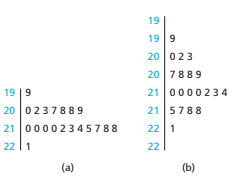 19 | 9
20 | 0 2 3 7 8 8 9
21 | 0 0 0 0 2 3 4 5 7 8 8
22 | 1
(a)
19 |
19 | 9
20 | 0 2 3
20 | 7 8 8 9
21 | 0 0 0 0 2 3 4
21 | 5 7 8 8
22 | 1
22 |
(b)